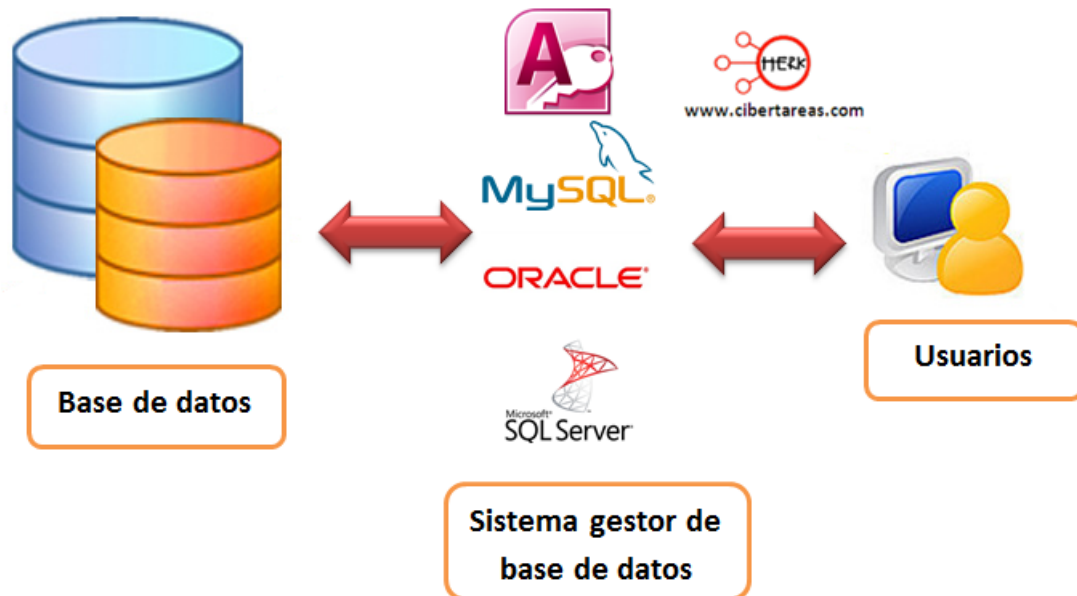 A
HERK
www.cibertareas.com
MySQL®
ORACLE®
Microsoft®
SQL Server®
Base de datos
Usuarios
Sistema gestor de
base de datos